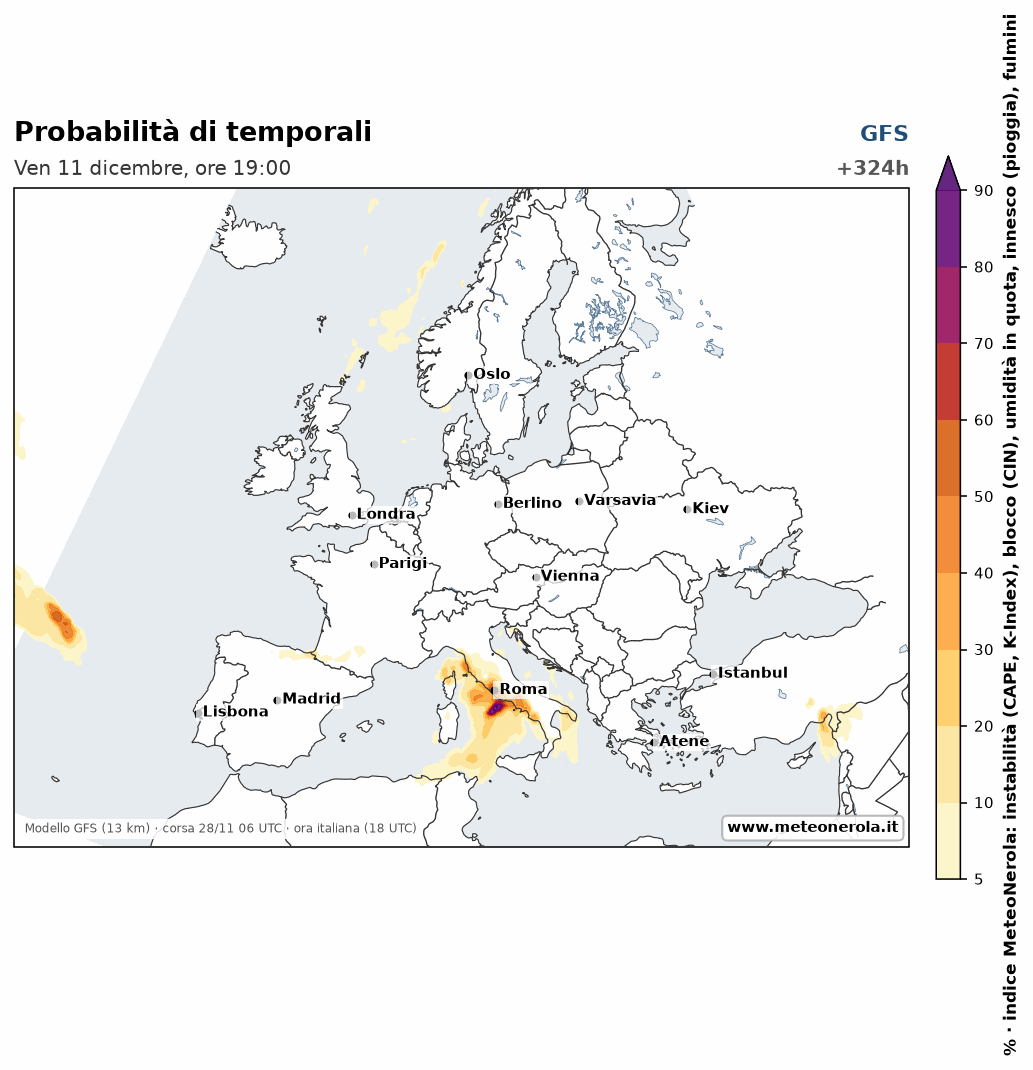 Probabilità di temporali
GFS
Ven 11 dicembre, ore 19:00
+324h
Oslo
Londra
Berlino
Varsavia
Kiev
Parigi
Vienna
Istanbul
Roma
Madrid
Lisbona
Atene
Modello GFS (13 km) · corsa 28/11 06 UTC · ora italiana (18 UTC)
www.meteonerola.it
90
80
70
60
50
40
30
20
10
5
% · indice MeteoNerola: instabilità (CAPE, K-Index), blocco (CIN), umidità in quota, innesco (pioggia), fulmini